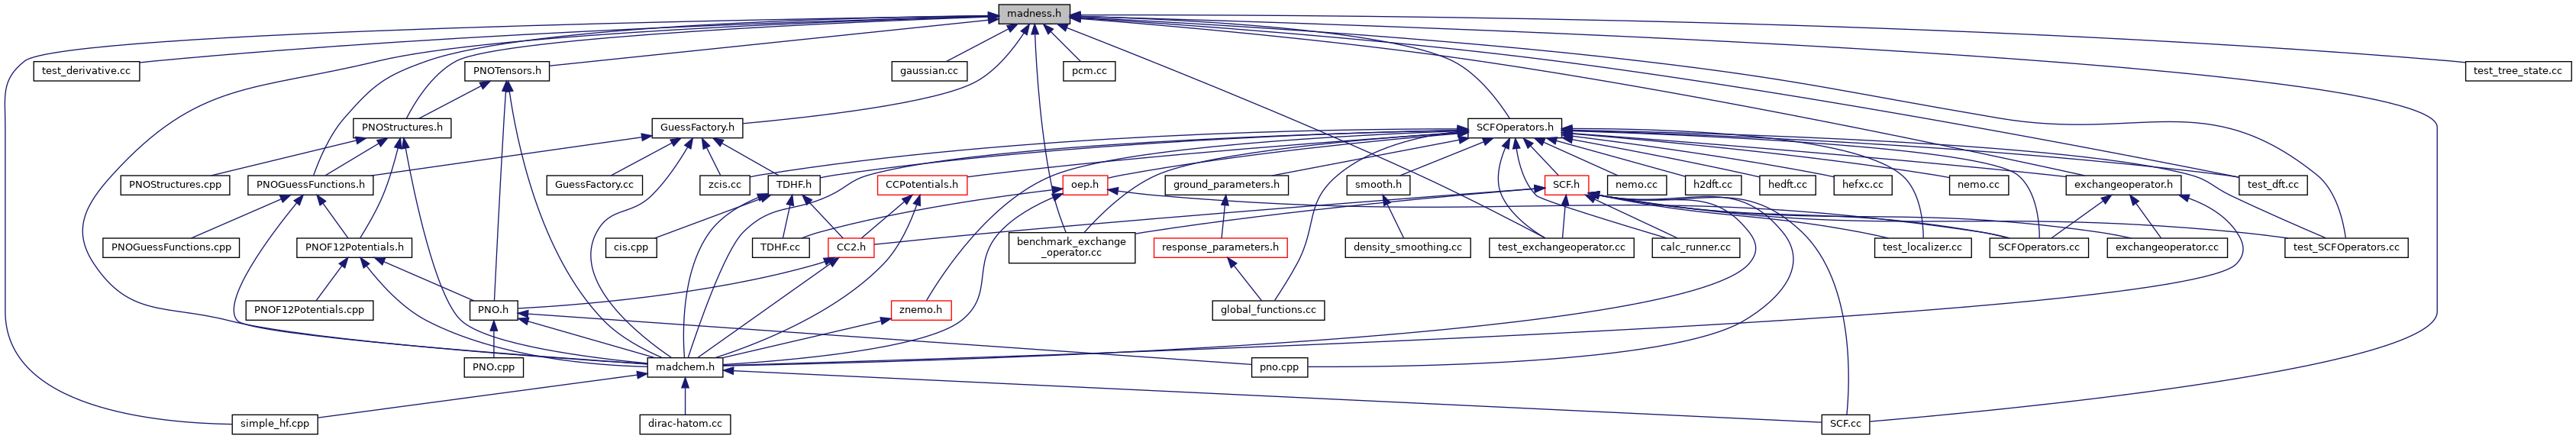 madness.h
test_derivative.cc
PNOTensors.h
gaussian.cc
pcm.cc
test_tree_state.cc
PNOStructures.h
GuessFactory.h
SCFOperators.h
PNOStructures.cpp
PNOGuessFunctions.h
GuessFactory.cc
zcis.cc
TDHF.h
CCPotentials.h
oep.h
ground_parameters.h
smooth.h
SCF.h
nemo.cc
h2dft.cc
hedft.cc
hefxc.cc
nemo.cc
exchangeoperator.h
test_dft.cc
PNOGuessFunctions.cpp
PNOF12Potentials.h
cis.cpp
TDHF.cc
CC2.h
benchmark_exchange
_operator.cc
response_parameters.h
density_smoothing.cc
test_exchangeoperator.cc
calc_runner.cc
test_localizer.cc
SCFOperators.cc
exchangeoperator.cc
test_SCFOperators.cc
PNOF12Potentials.cpp
PNO.h
znemo.h
global_functions.cc
PNO.cpp
madchem.h
pno.cpp
simple_hf.cpp
dirac-hatom.cc
SCF.cc